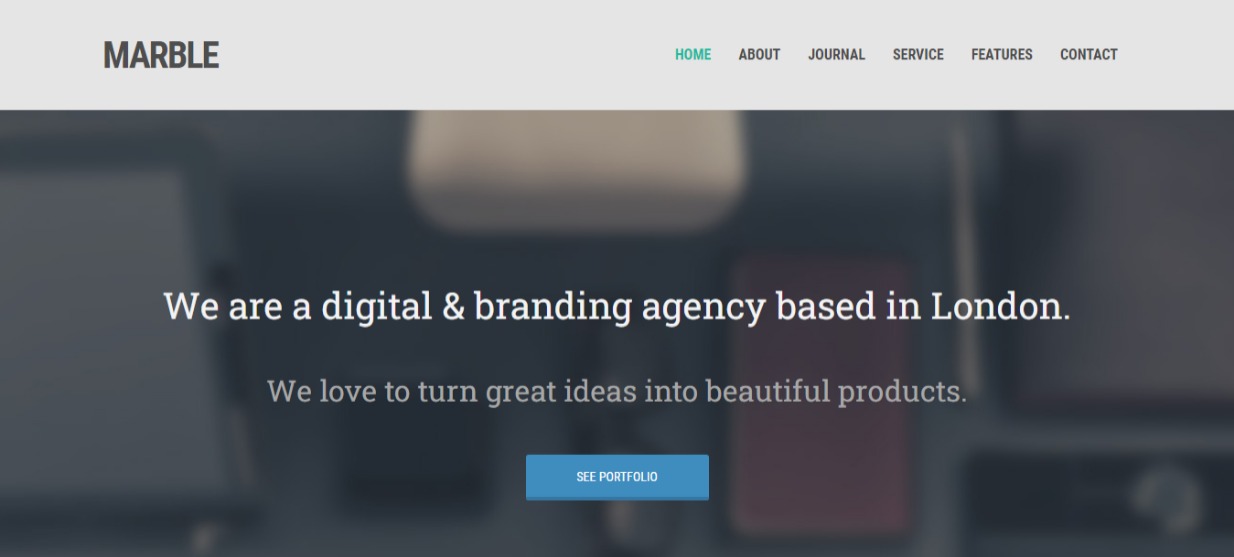 MARBLE
HOME ABOUT JOURNAL SERVICE FEATURES CONTACT
We are a digital & branding agency based in London.
We love to turn great ideas into beautiful products.
SEE PORTFOLIO